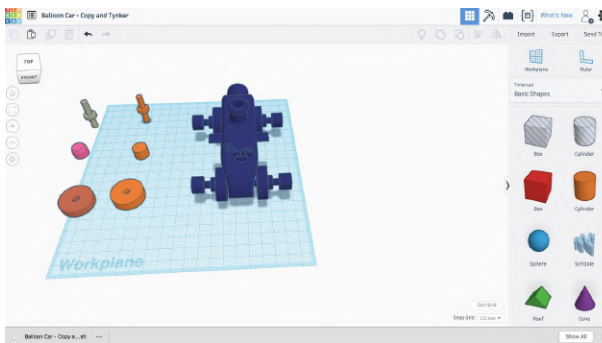 Balloon Car - Copy and Tynker
What's New
Import Export Send T
TOP
FRONT
Workplane Ruler
Tinkercad
Basic Shapes
Box Cylinder
Box Cylinder
Sphere Scribble
Roof Cone
Workplane
Edit Grid
Snap Grid 1.0 mm
Balloon Car - Copy a....stl
Show All